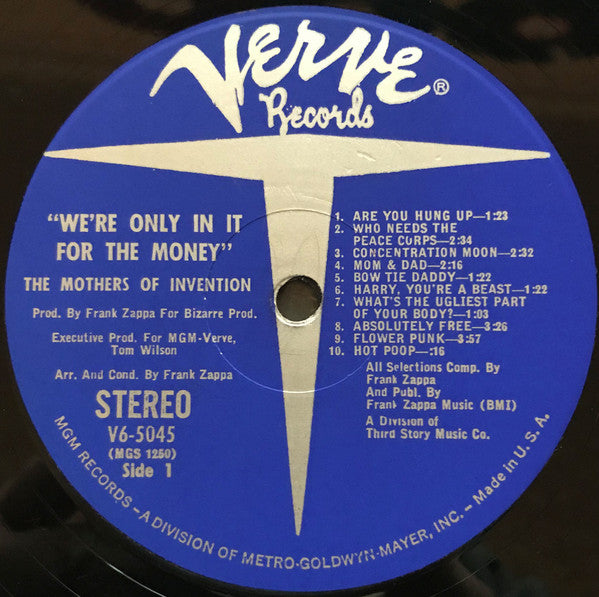 VERVE®
Records
"WE'RE ONLY IN IT
FOR THE MONEY"
THE MOTHERS OF INVENTION
Prod. By Frank Zappa For Bizarre Prod.
Executive Prod. For MGM-Verve,
Tom Wilson
Arr. And Cond. By Frank Zappa
STEREO
V6-5045
(MGS 1250)
Side 1
1. ARE YOU HUNG UP—1:23
2. WHO NEEDS THE
PEACE CORPS—2:34
3. CONCENTRATION MOON—2:32
4. MOM & DAD—2:16
5. BOW TIE DADDY—1:22
6. HARRY, YOU'RE A BEAST—1:22
7. WHAT'S THE UGLIEST PART
OF YOUR BODY?—1:03
8. ABSOLUTELY FREE—3:26
9. FLOWER PUNK—3:57
10. HOT POOP—:16
All Selections Comp. By
Frank Zappa
And Publ. By
Frank Zappa Music (BMI)
A Division of
Third Story Music Co.
MGM RECORDS – A DIVISION OF METRO-GOLDWYN-MAYER, INC. – Made in U.S.A.